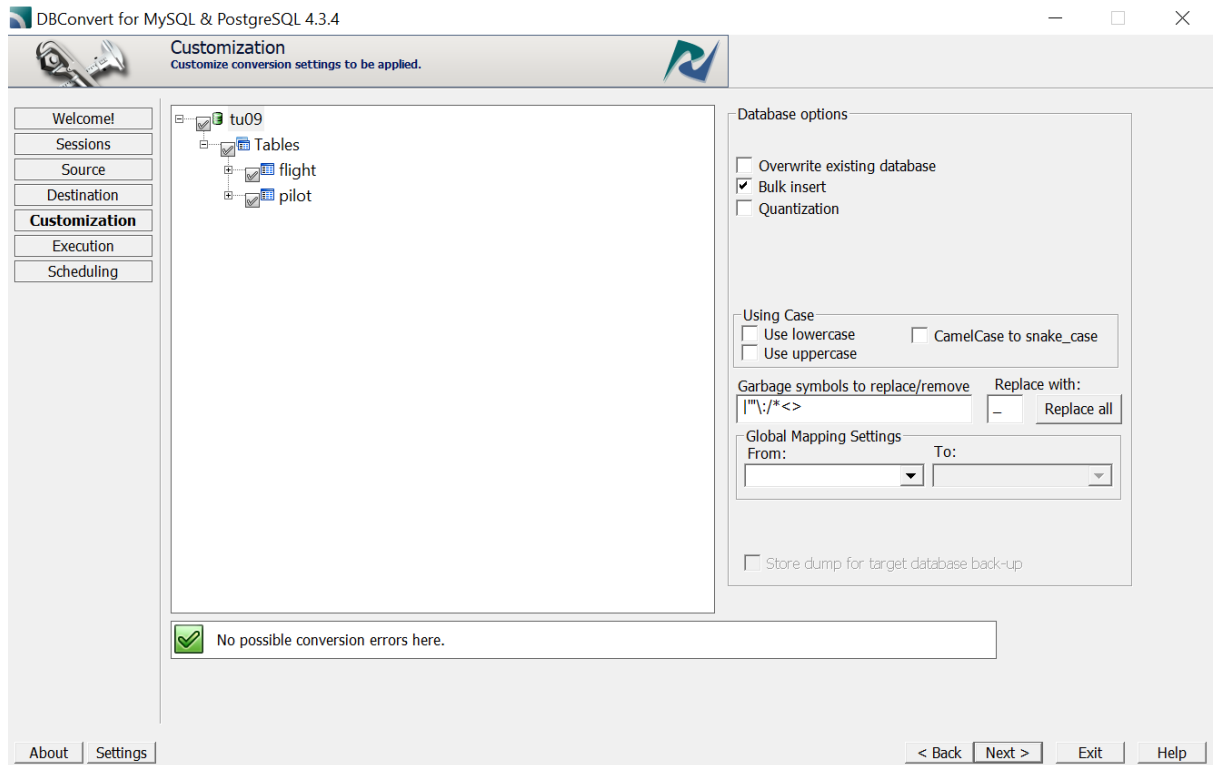 DBConvert for MySQL & PostgreSQL 4.3.4
Customization
Customize conversion settings to be applied.
Welcome!
Sessions
Source
Destination
Customization
Execution
Scheduling
tu09
Tables
flight
pilot
Database options
Overwrite existing database
Bulk insert
Quantization
Using Case
Use lowercase
CamelCase to snake_case
Use uppercase
Garbage symbols to replace/remove
Replace with:
|'"\:/*<>
_
Replace all
Global Mapping Settings
From:
To:
Store dump for target database back-up
No possible conversion errors here.
About
Settings
< Back
Next >
Exit
Help